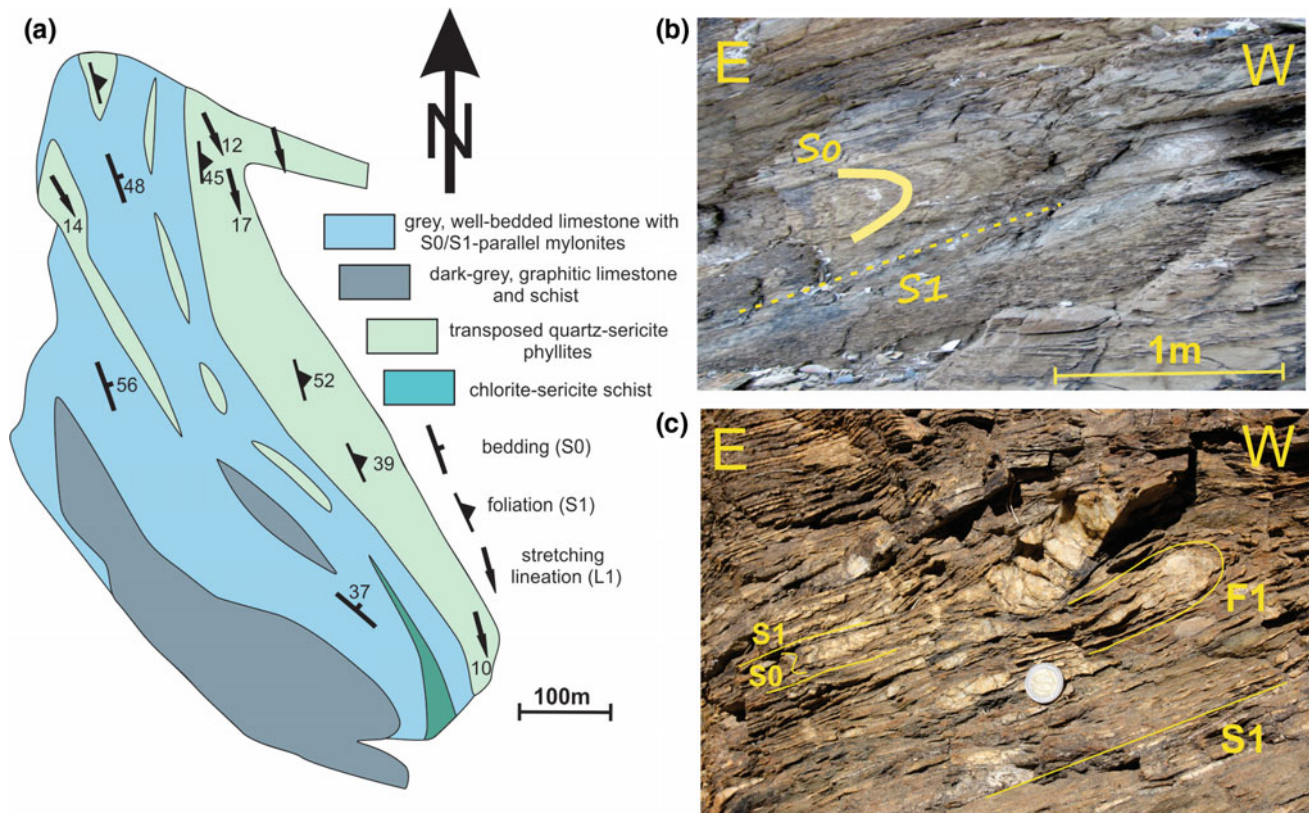 (a)
N
12
45
17
48
14
56
52
39
37
10
grey, well-bedded limestone with
S0/S1-parallel mylonites
dark-grey, graphitic limestone
and schist
transposed quartz-sericite
phyllites
chlorite-sericite schist
bedding (S0)
foliation (S1)
stretching
lineation (L1)
100m
(b)
E W
S0
S1
1m
(c)
E W
F1
S1
S0
S1